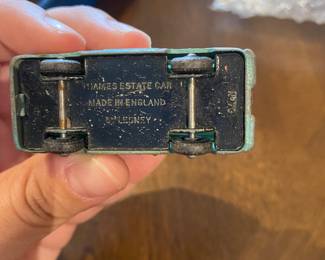 THAMES ESTATE CAR
MADE IN ENGLAND
BY LESNEY